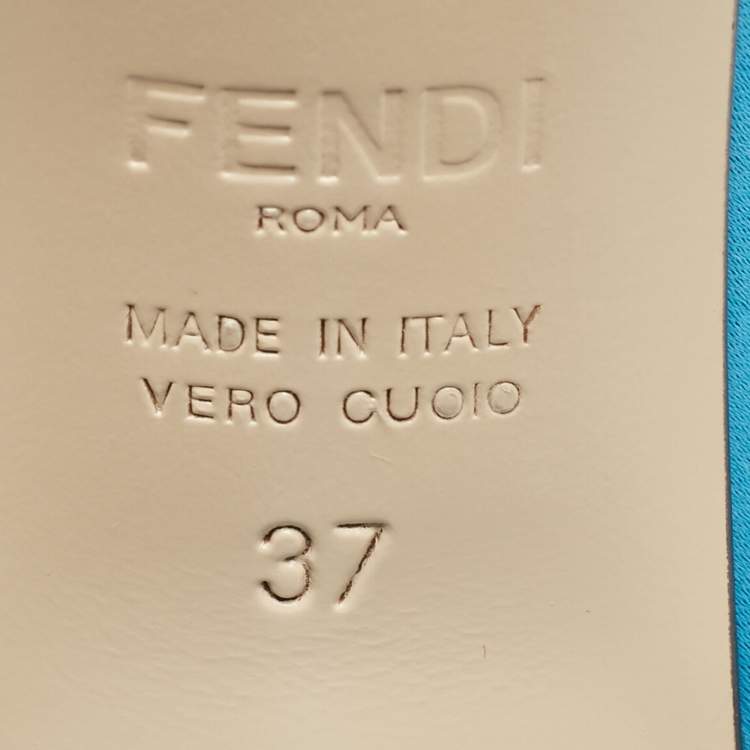 FENDI
ROMA
MADE IN ITALY
VERO CUOIO
37